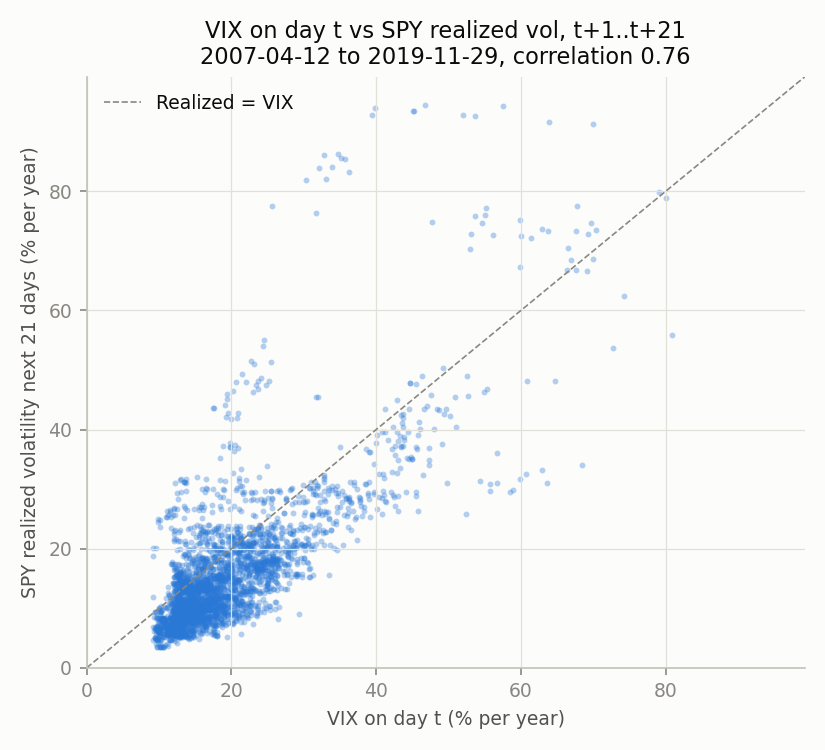 VIX on day t vs SPY realized vol, t+1..t+21
2007-04-12 to 2019-11-29, correlation 0.76
Realized = VIX
SPY realized volatility next 21 days (% per year)
80
60
40
20
0
0 20 40 60 80
VIX on day t (% per year)